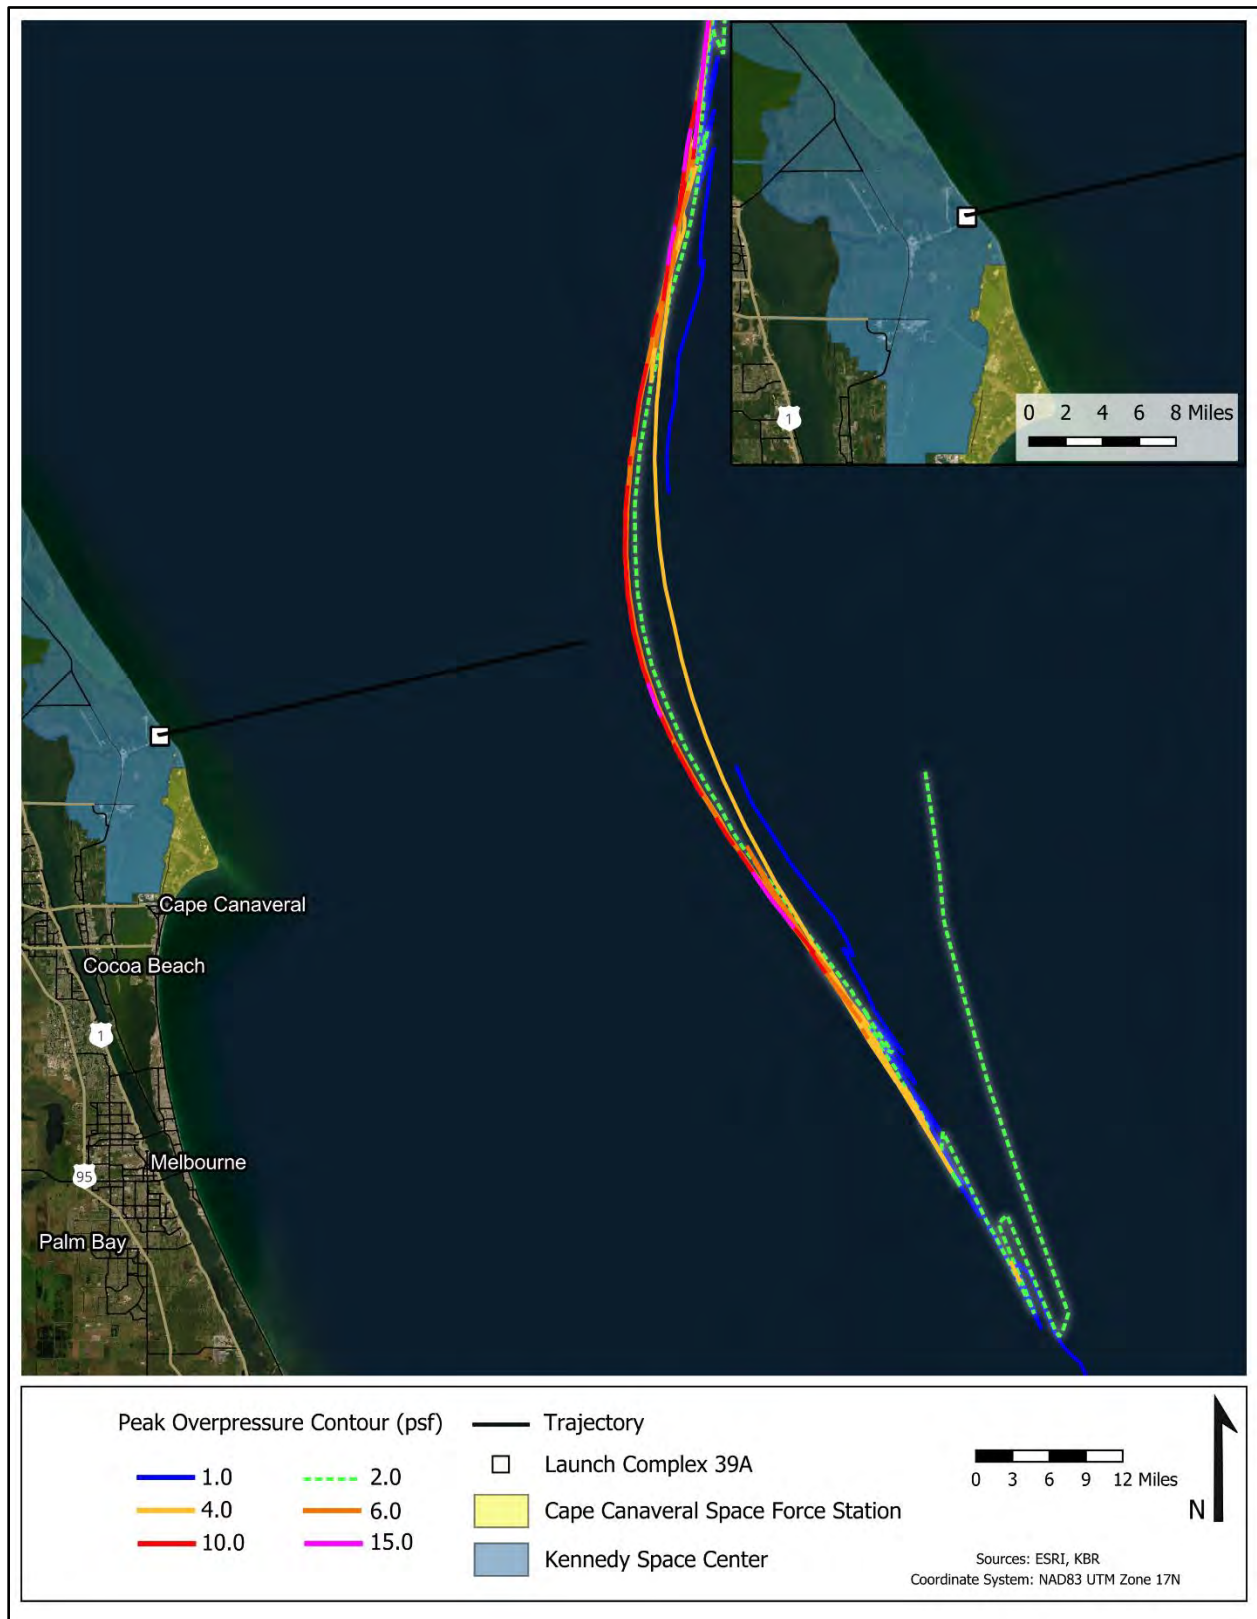 0 2 4 6 8 Miles
1
Cape Canaveral
Cocoa Beach
1
Melbourne
95
Palm Bay
Peak Overpressure Contour (psf)
1.0
2.0
4.0
6.0
10.0
15.0
Trajectory
Launch Complex 39A
Cape Canaveral Space Force Station
Kennedy Space Center
0 3 6 9 12 Miles
N
Sources: ESRI, KBR
Coordinate System: NAD83 UTM Zone 17N